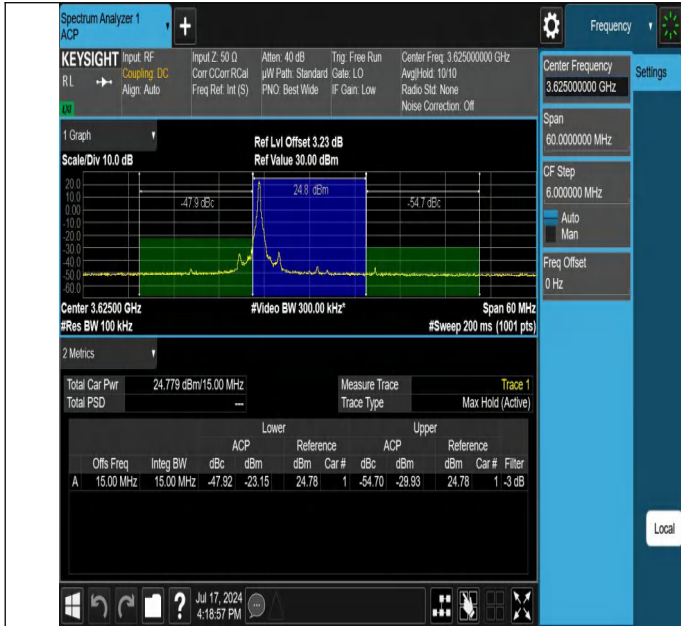 Spectrum Analyzer 1
ACP
+
Frequency
KEYSIGHT
RL
LXI
Input: RF
Coupling: DC
Align: Auto
Input Z: 50 Ω
Corr CCorr RCal
Freq Ref: Int (S)
Atten: 40 dB
µW Path: Standard
PNO: Best Wide
Trig: Free Run
Gate: LO
IF Gain: Low
Center Freq: 3.625000000 GHz
Avg|Hold: 10/10
Radio Std: None
Noise Correction: Off
Center Frequency
3.625000000 GHz
Settings
Span
60.0000000 MHz
CF Step
6.000000 MHz
Auto
Man
Freq Offset
0 Hz
1 Graph
Scale/Div 10.0 dB
Ref Lvl Offset 3.23 dB
Ref Value 30.00 dBm
20.0
10.0
0.00
-10.0
-20.0
-30.0
-40.0
-50.0
-60.0
-47.9 dBc
24.8 dBm
-54.7 dBc
Center 3.62500 GHz
#Video BW 300.00 kHz*
Span 60 MHz
#Res BW 100 kHz
#Sweep 200 ms (1001 pts)
2 Metrics
Total Car Pwr 24.779 dBm/15.00 MHz
Total PSD ---
Measure Trace Trace 1
Trace Type Max Hold (Active)
Lower Upper
ACP Reference ACP Reference
Offs Freq Integ BW dBc dBm dBm Car # dBc dBm dBm Car # Filter
A 15.00 MHz 15.00 MHz -47.92 -23.15 24.78 1 -54.70 -29.93 24.78 1 -3 dB
Local
?
Jul 17, 2024
4:18:57 PM